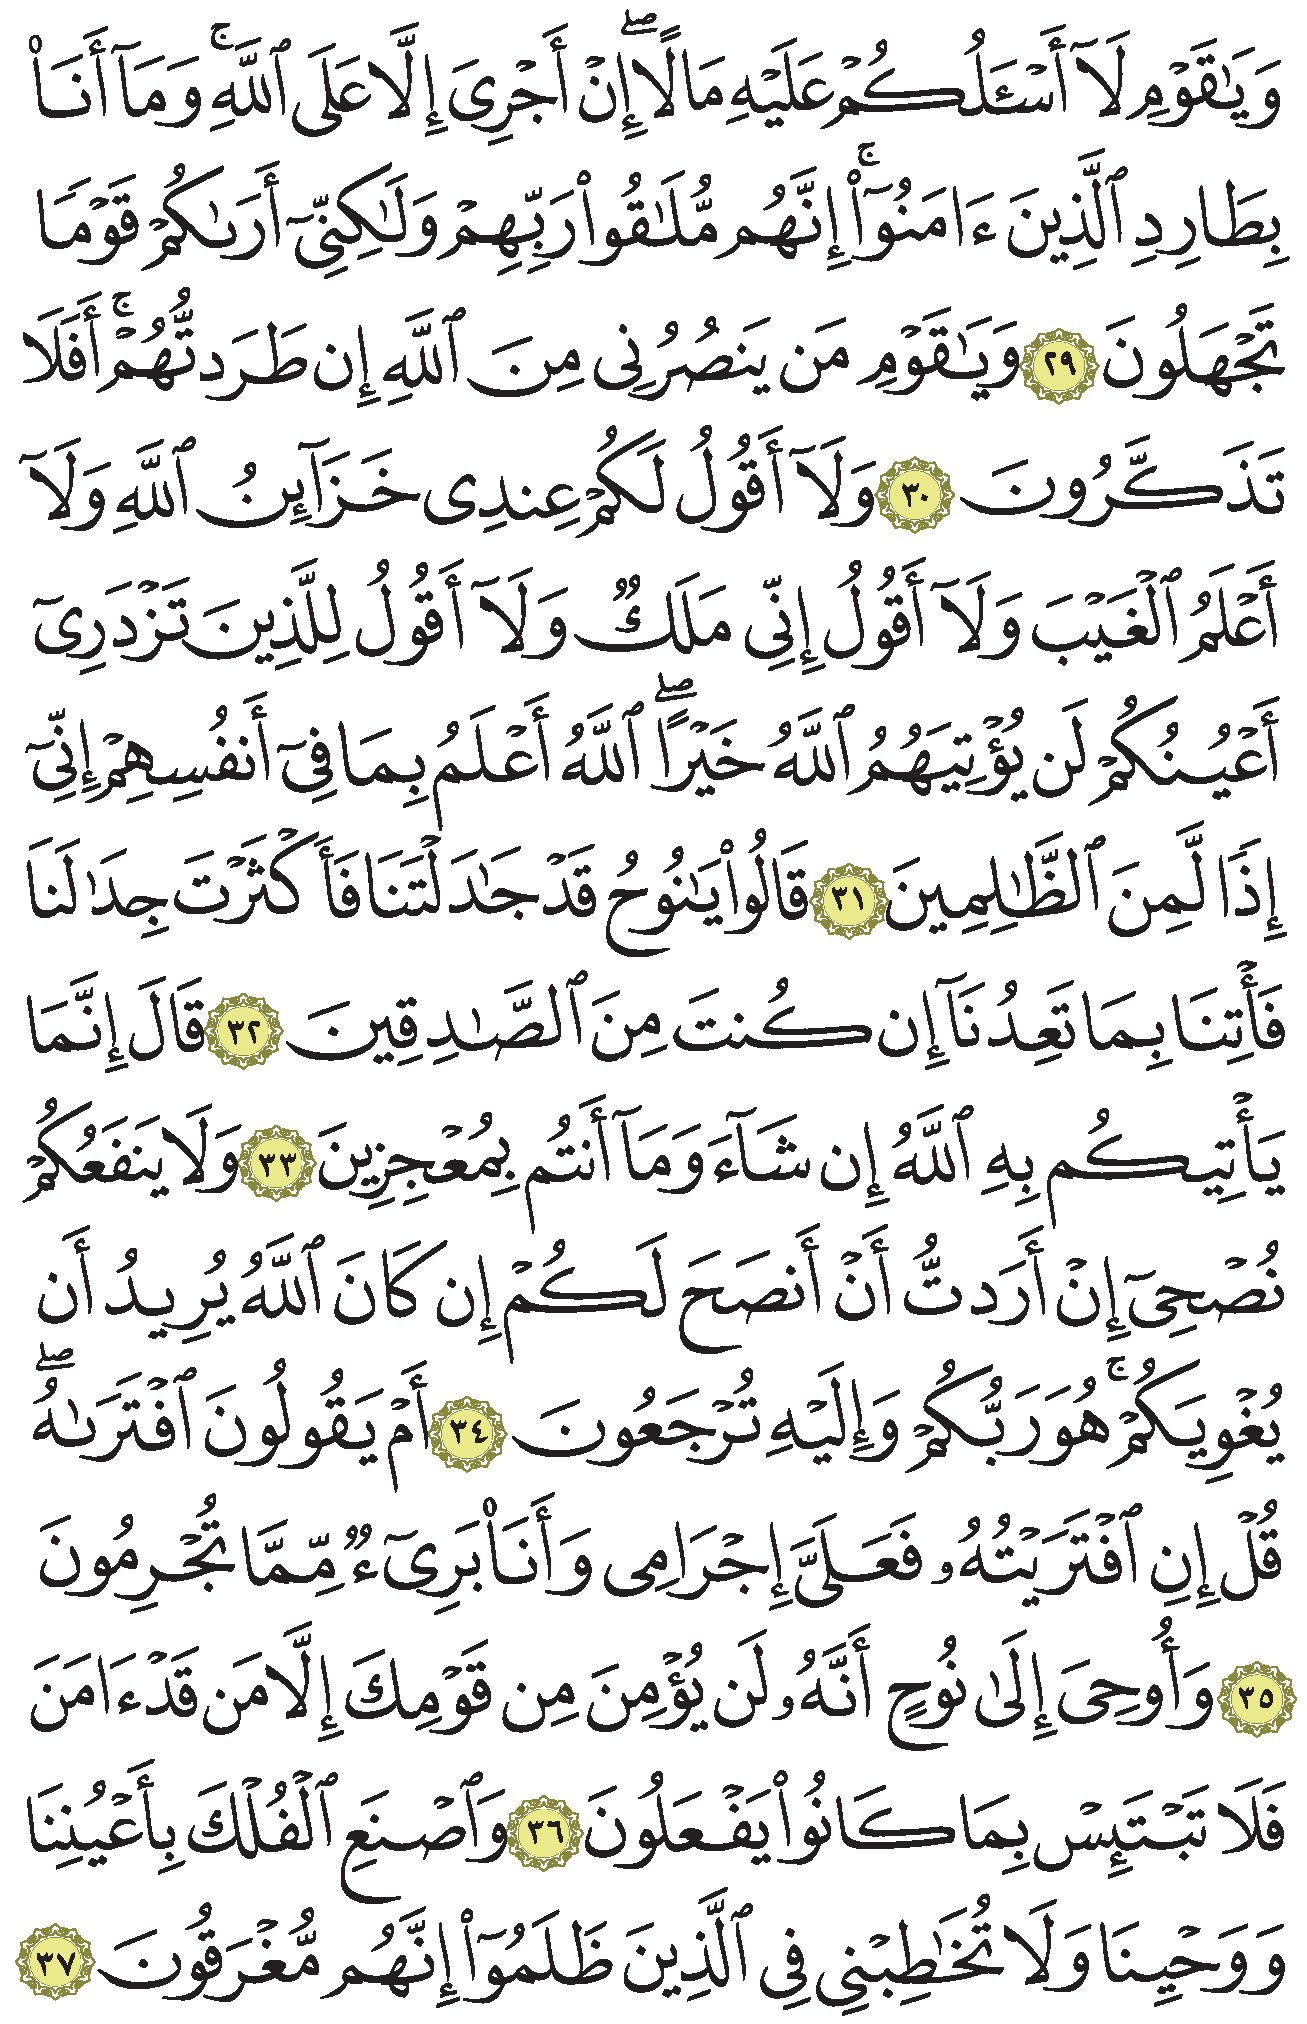 وَيَٰقَوۡمِ لَآ أَسۡـَٔلُكُمۡ عَلَيۡهِ مَالًاۖ إِنۡ أَجۡرِيَ إِلَّا عَلَى ٱللَّهِۚ وَمَآ أَنَا۠
بِطَارِدِ ٱلَّذِينَ ءَامَنُوٓاْۚ إِنَّهُم مُّلَٰقُواْ رَبِّهِمۡ وَلَٰكِنِّيٓ أَرَىٰكُمۡ قَوۡمٗا
تَجۡهَلُونَ ٢٩ وَيَٰقَوۡمِ مَن يَنصُرُنِي مِنَ ٱللَّهِ إِن طَرَدتُّهُمۡۚ أَفَلَا
تَذَكَّرُونَ ٣٠ وَلَآ أَقُولُ لَكُمۡ عِندِي خَزَآئِنُ ٱللَّهِ وَلَآ
أَعۡلَمُ ٱلۡغَيۡبَ وَلَآ أَقُولُ إِنِّي مَلَكٞ وَلَآ أَقُولُ لِلَّذِينَ تَزۡدَرِيٓ
أَعۡيُنُكُمۡ لَن يُؤۡتِيَهُمُ ٱللَّهُ خَيۡرًاۖ ٱللَّهُ أَعۡلَمُ بِمَا فِيٓ أَنفُسِهِمۡ إِنِّيٓ
إِذٗا لَّمِنَ ٱلظَّٰلِمِينَ ٣١ قَالُواْ يَٰنُوحُ قَدۡ جَٰدَلۡتَنَا فَأَكۡثَرۡتَ جِدَٰلَنَا
فَأۡتِنَا بِمَا تَعِدُنَآ إِن كُنتَ مِنَ ٱلصَّٰدِقِينَ ٣٢ قَالَ إِنَّمَا
يَأۡتِيكُم بِهِ ٱللَّهُ إِن شَآءَ وَمَآ أَنتُم بِمُعۡجِزِينَ ٣٣ وَلَا يَنفَعُكُمۡ
نُصۡحِيٓ إِنۡ أَرَدتُّ أَنۡ أَنصَحَ لَكُمۡ إِن كَانَ ٱللَّهُ يُرِيدُ أَن
يُغۡوِيَكُمۡۚ هُوَ رَبُّكُمۡ وَإِلَيۡهِ تُرۡجَعُونَ ٣٤ أَمۡ يَقُولُونَ ٱفۡتَرَىٰهُۖ
قُلۡ إِنِ ٱفۡتَرَيۡتُهُۥ فَعَلَيَّ إِجۡرَامِي وَأَنَا۠ بَرِيٓءٞ مِّمَّا تُجۡرِمُونَ
٣٥ وَأُوحِيَ إِلَىٰ نُوحٍ أَنَّهُۥ لَن يُؤۡمِنَ مِن قَوۡمِكَ إِلَّا مَن قَدۡ ءَامَنَ
فَلَا تَبۡتَئِسۡ بِمَا كَانُواْ يَفۡعَلُونَ ٣٦ وَٱصۡنَعِ ٱلۡفُلۡكَ بِأَعۡيُنِنَا
وَوَحۡيِنَا وَلَا تُخَٰطِبۡنِي فِي ٱلَّذِينَ ظَلَمُوٓاْ إِنَّهُم مُّغۡرَقُونَ ٣٧